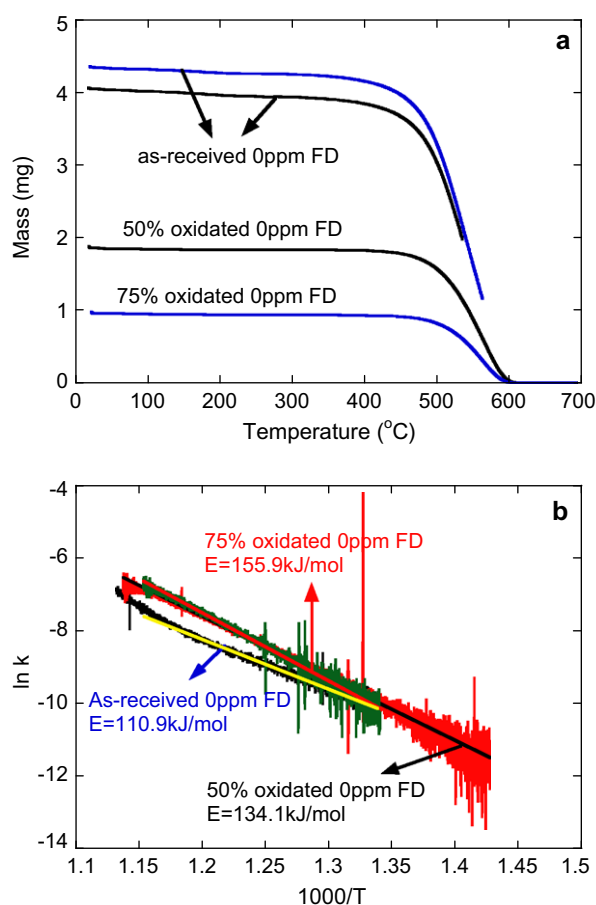 5
a
4
as-received 0ppm FD
Mass (mg)
3
50% oxidated 0ppm FD
2
75% oxidated 0ppm FD
1
0
0 100 200 300 400 500 600 700
Temperature (°C)
-4
b
75% oxidated 0ppm FD
E=155.9kJ/mol
-6
ln k
-8
As-received 0ppm FD
E=110.9kJ/mol
-10
50% oxidated 0ppm FD
E=134.1kJ/mol
-12
-14
1.1 1.15 1.2 1.25 1.3 1.35 1.4 1.45 1.5
1000/T